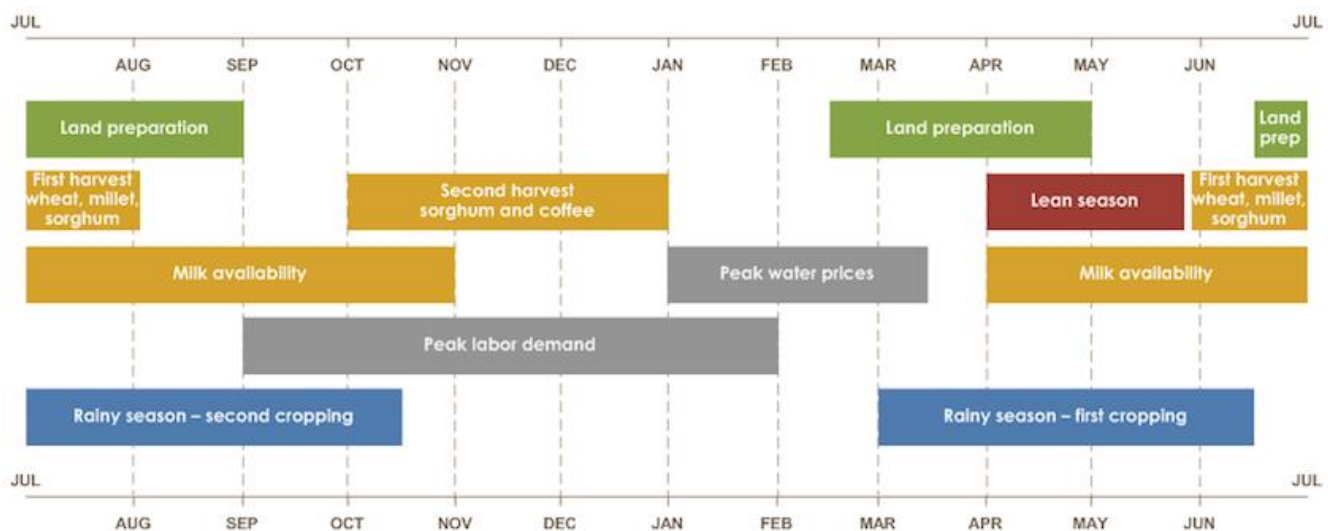 JUL JUL
AUG SEP OCT NOV DEC JAN FEB MAR APR MAY JUN
Land preparation
Land preparation
Land
prep
First harvest
wheat, millet,
sorghum
Second harvest
sorghum and coffee
Lean season
First harvest
wheat, millet,
sorghum
Milk availability
Peak water prices
Milk availability
Peak labor demand
Rainy season – second cropping
Rainy season – first cropping
JUL JUL
AUG SEP OCT NOV DEC JAN FEB MAR APR MAY JUN